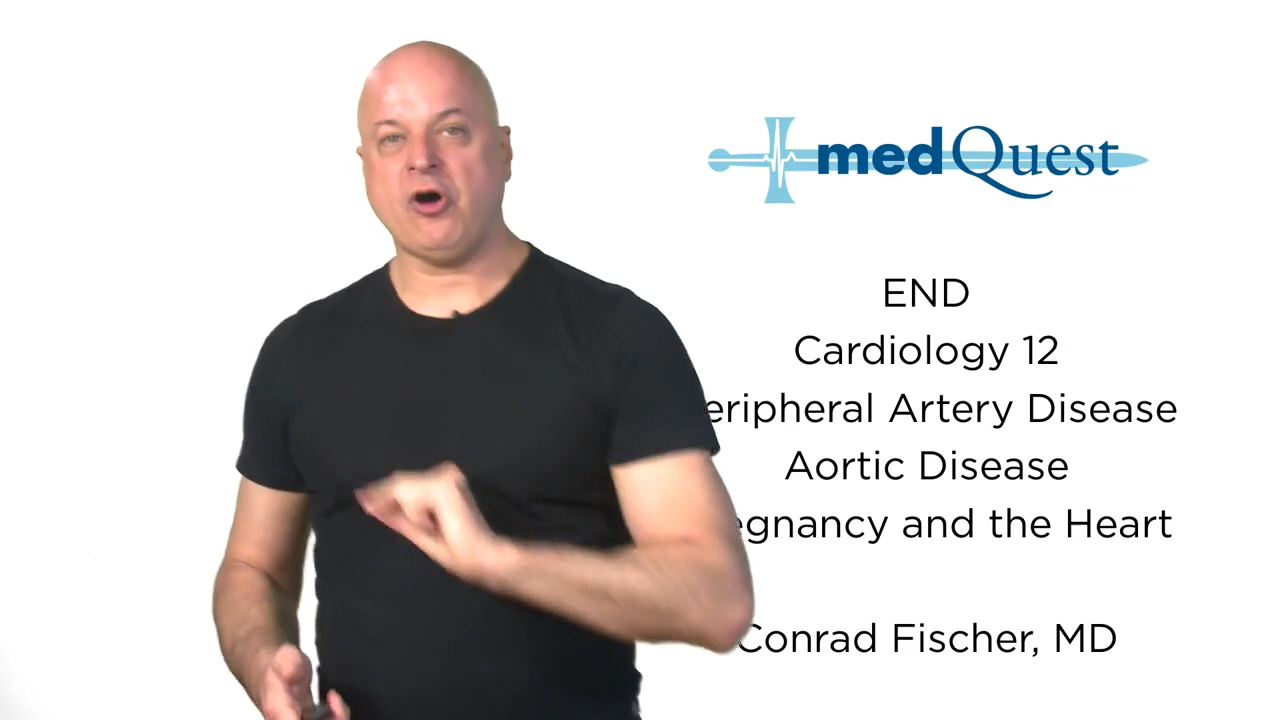 medQuest
END
Cardiology 12
eripheral Artery Disease
Aortic Disease
egnancy and the Heart
Conrad Fischer, MD